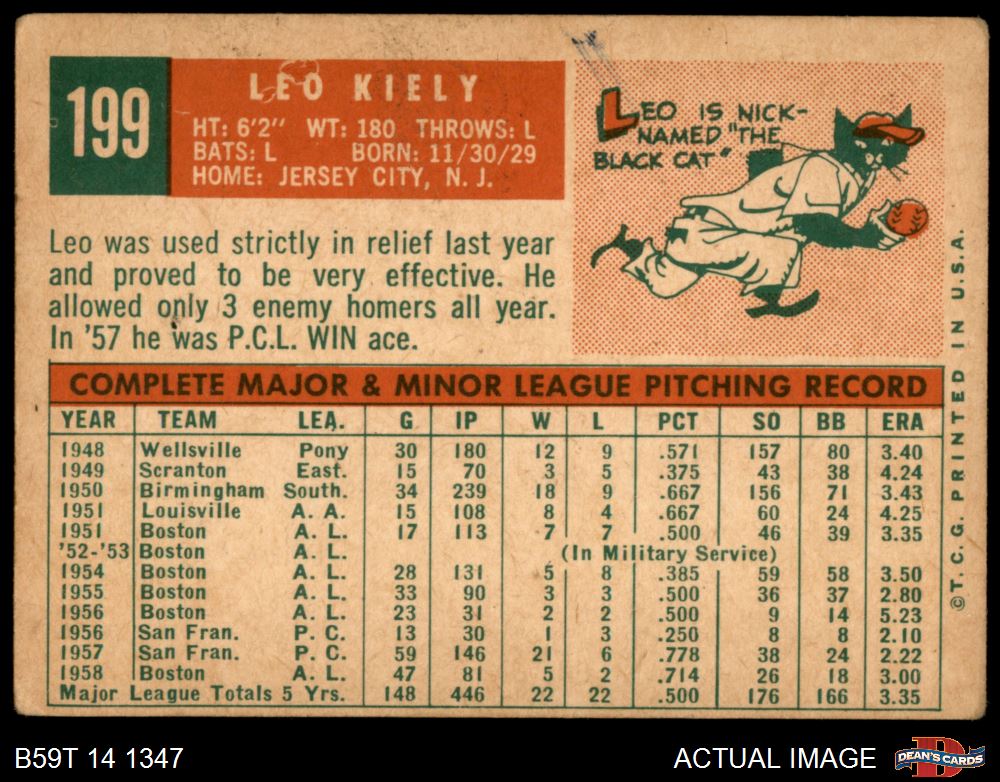 199
LEO KIELY
HT: 6'2" WT: 180 THROWS: L
BATS: L BORN: 11/30/29
HOME: JERSEY CITY, N. J.
LEO IS NICK-
NAMED "THE
BLACK CAT"
Leo was used strictly in relief last year
and proved to be very effective. He
allowed only 3 enemy homers all year.
In '57 he was P.C.L. WIN ace.
COMPLETE MAJOR & MINOR LEAGUE PITCHING RECORD
YEAR TEAM LEA. G IP W L PCT SO BB ERA
1948 Wellsville Pony 30 180 12 9 .571 157 80 3.40
1949 Scranton East. 15 70 3 5 .375 43 38 4.24
1950 Birmingham South. 34 239 18 9 .667 156 71 3.43
1951 Louisville A. A. 15 108 8 4 .667 60 24 4.25
1951 Boston A. L. 17 113 7 7 .500 46 39 3.35
'52-'53 Boston A. L. (In Military Service)
1954 Boston A. L. 28 131 5 8 .385 59 58 3.50
1955 Boston A. L. 33 90 3 3 .500 36 37 2.80
1956 Boston A. L. 23 31 2 2 .500 9 14 5.23
1956 San Fran. P. C. 13 30 1 3 .250 8 8 2.10
1957 San Fran. P. C. 59 146 21 6 .778 38 24 2.22
1958 Boston A. L. 47 81 5 2 .714 26 18 3.00
Major League Totals 5 Yrs. 148 446 22 22 .500 176 166 3.35
©T. C. G. PRINTED IN U.S.A.
B59T 14 1347
ACTUAL IMAGE
DEAN'S CARDS